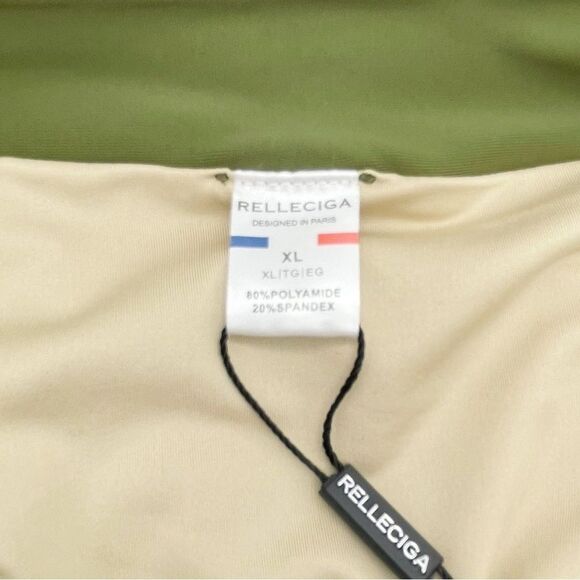 RELLECIGA
DESIGNED IN PARIS
XL
XL|TG|EG
80%POLYAMIDE
20%SPANDEX
RELLECIGA